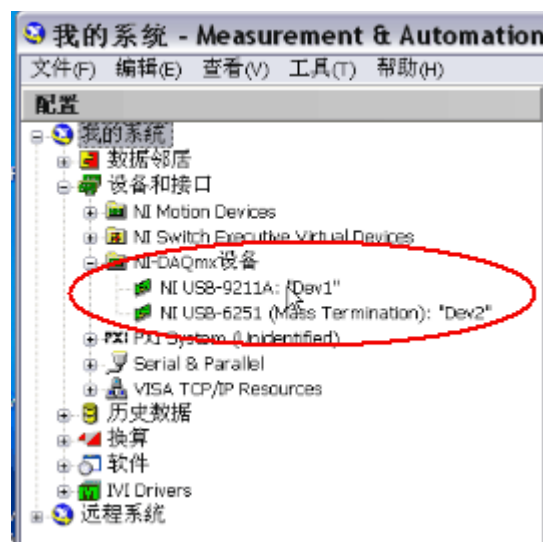 我的系统 - Measurement & Automation
文件(F) 编辑(E) 查看(V) 工具(T) 帮助(H)
配置
我的系统
数据邻居
设备和接口
NI Motion Devices
NI Switch Executive Virtual Devices
NI-DAQmx设备
NI USB-9211A: "Dev1"
NI USB-6251 (Mass Termination): "Dev2"
PXI PXI System (Unidentified)
Serial & Parallel
VISA TCP/IP Resources
历史数据
换算
软件
IVI Drivers
远程系统